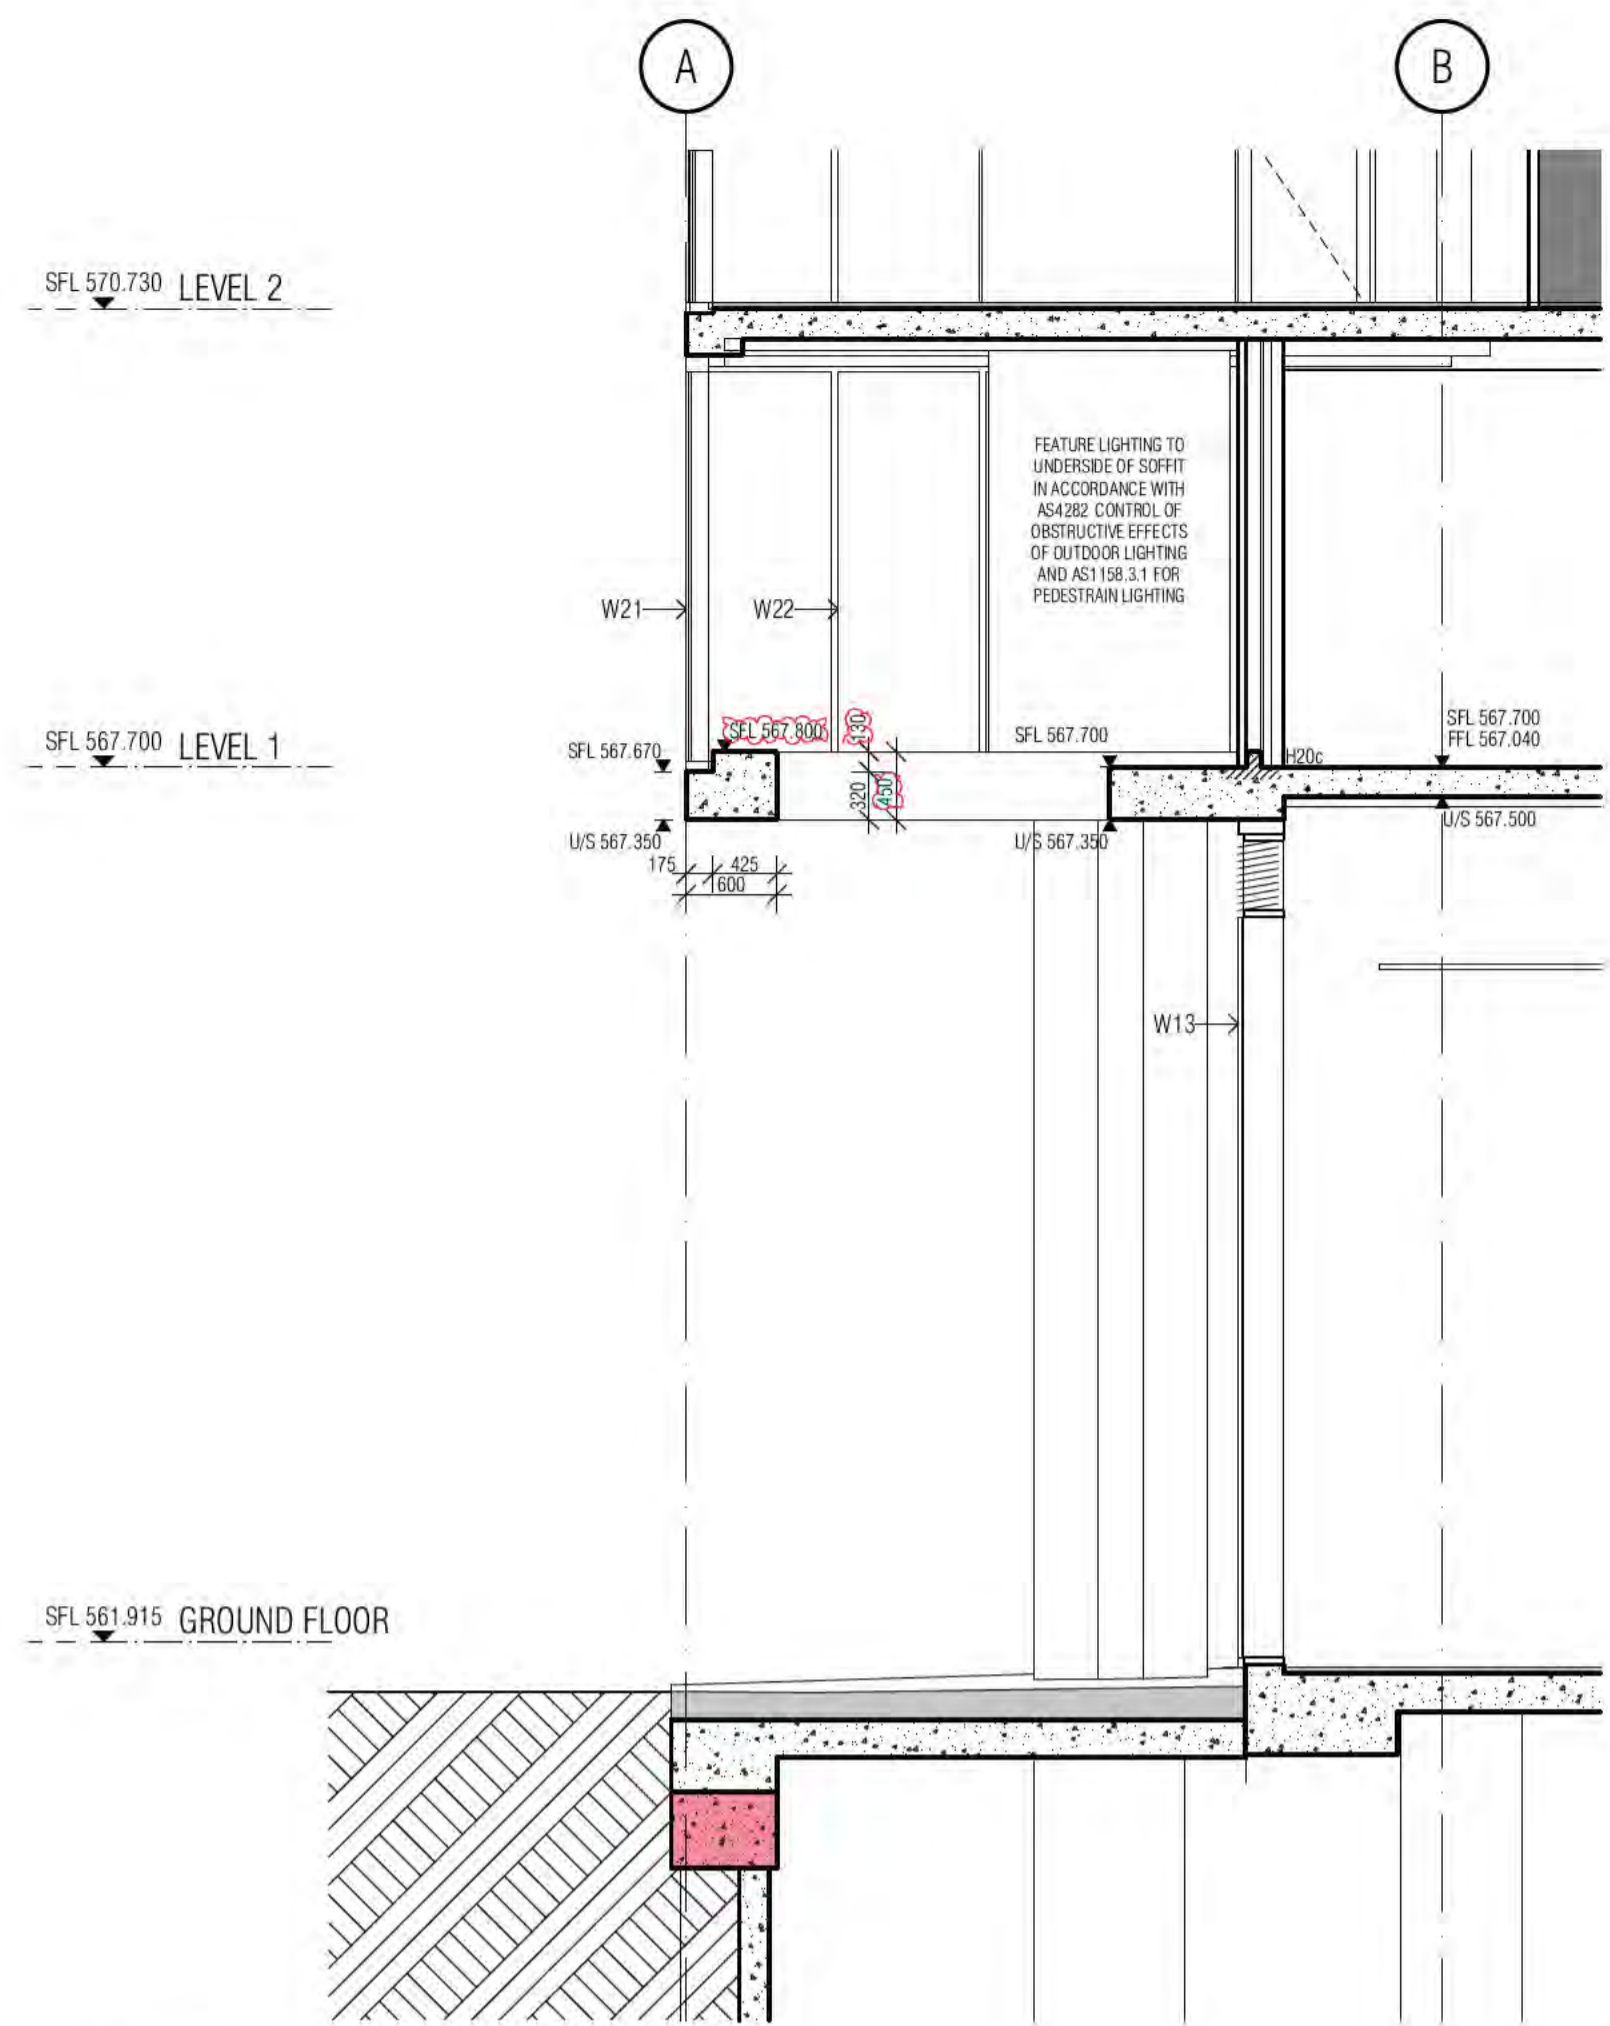 A
B
SFL 570.730 LEVEL 2
FEATURE LIGHTING TO
UNDERSIDE OF SOFFIT
IN ACCORDANCE WITH
AS4282 CONTROL OF
OBSTRUCTIVE EFFECTS
OF OUTDOOR LIGHTING
AND AS1158.3.1 FOR
PEDESTRAIN LIGHTING
W21
W22
SFL 567.700 LEVEL 1
SFL 567.670
SFL 567.800
130
SFL 567.700
SFL 567.700
FFL 567.040
H20c
320
450
U/S 567.350
U/S 567.350
U/S 567.500
175
425
600
W13
SFL 561.915 GROUND FLOOR